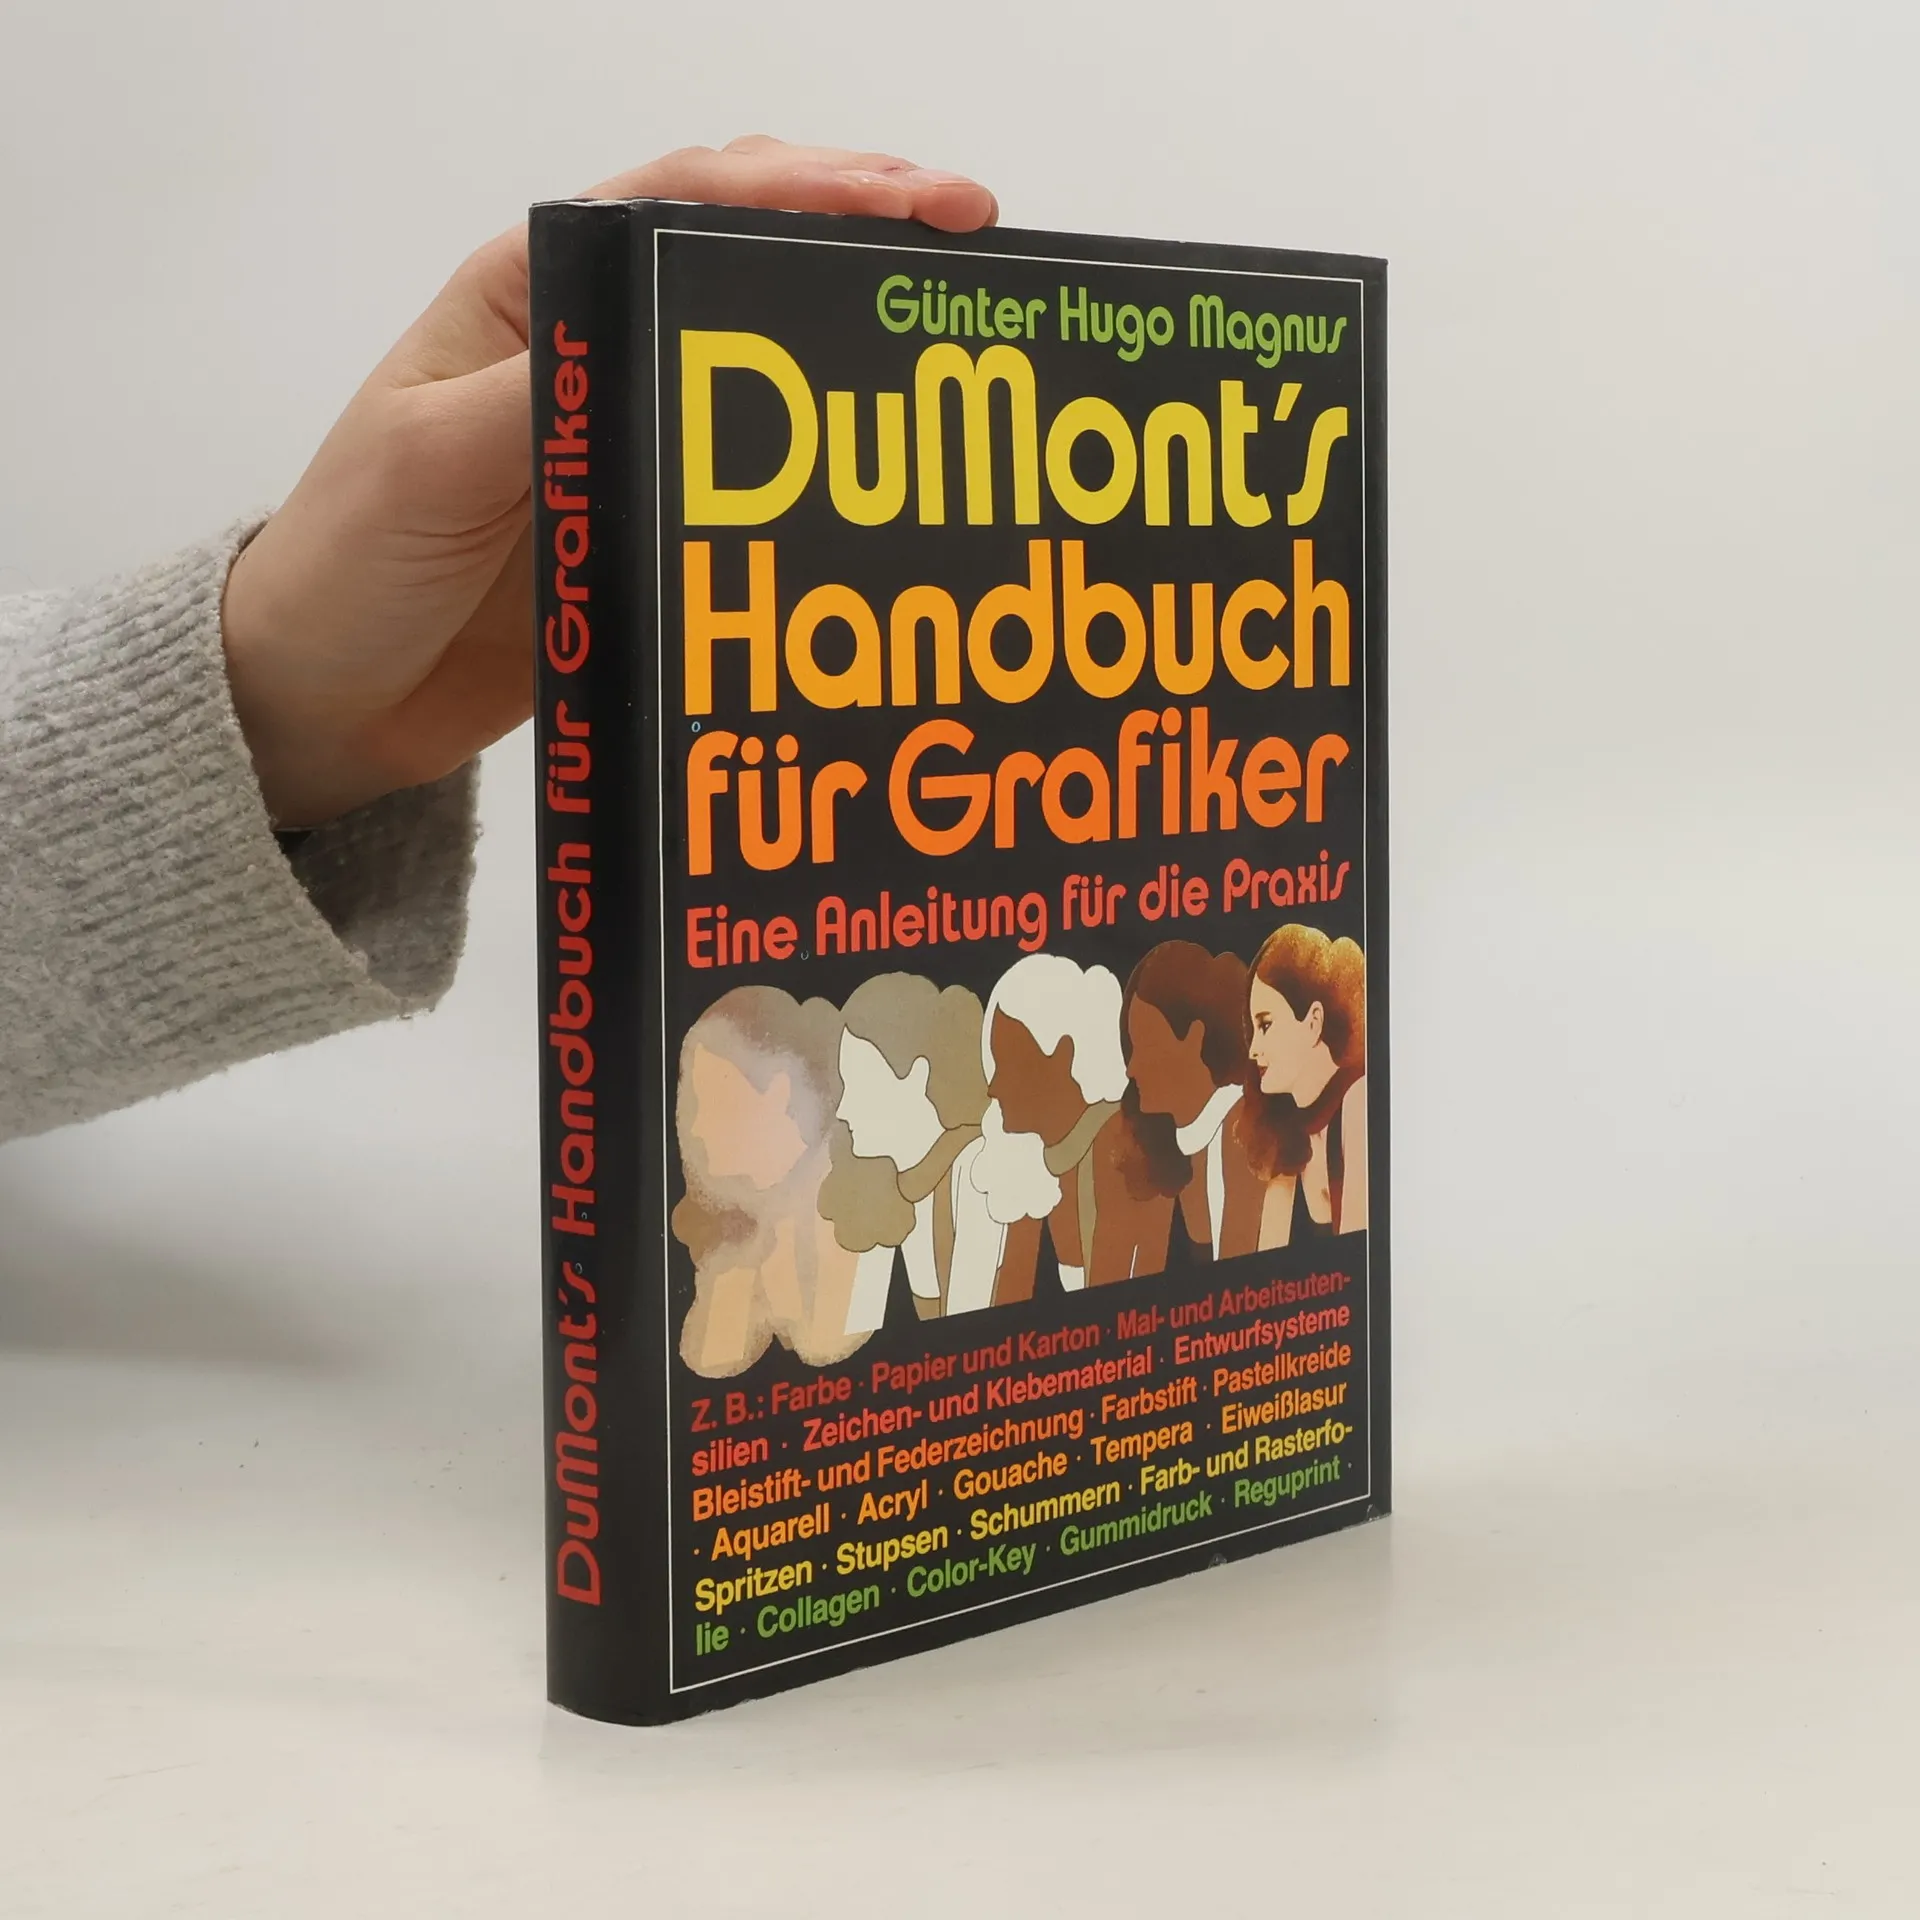 DuMont's Handbuch für Grafiker
Günter Hugo Magnus
DuMont's
Handbuch
für Grafiker
Eine Anleitung für die Praxis
Z. B.: Farbe · Papier und Karton · Mal- und Arbeitsuten-
silien · Zeichen- und Klebematerial · Entwurfsysteme
Bleistift- und Federzeichnung · Farbstift · Pastellkreide
· Aquarell · Acryl · Gouache · Tempera · Eiweißlasur
Spritzen · Stupsen · Schummern · Farb- und Rasterfo-
lie · Collagen · Color-Key · Gummidruck · Reguprint ·